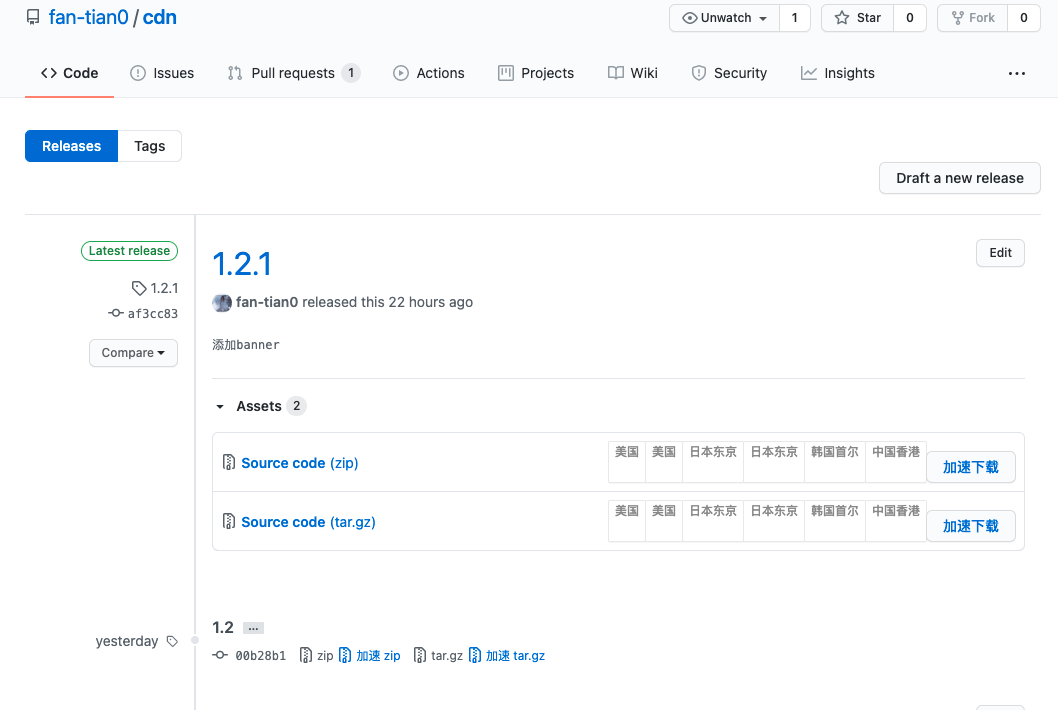 fan-tian0 / cdn
Unwatch 1 Star 0 Fork 0
Code Issues Pull requests 1 Actions Projects Wiki Security Insights
Releases Tags
Draft a new release
Latest release
1.2.1
af3cc83
Compare
1.2.1
Edit
fan-tian0 released this 22 hours ago
添加banner
Assets 2
Source code (zip) 美国 美国 日本东京 日本东京 韩国首尔 中国香港 加速下载
Source code (tar.gz) 美国 美国 日本东京 日本东京 韩国首尔 中国香港 加速下载
yesterday
1.2 ...
00b28b1 zip 加速 zip tar.gz 加速 tar.gz